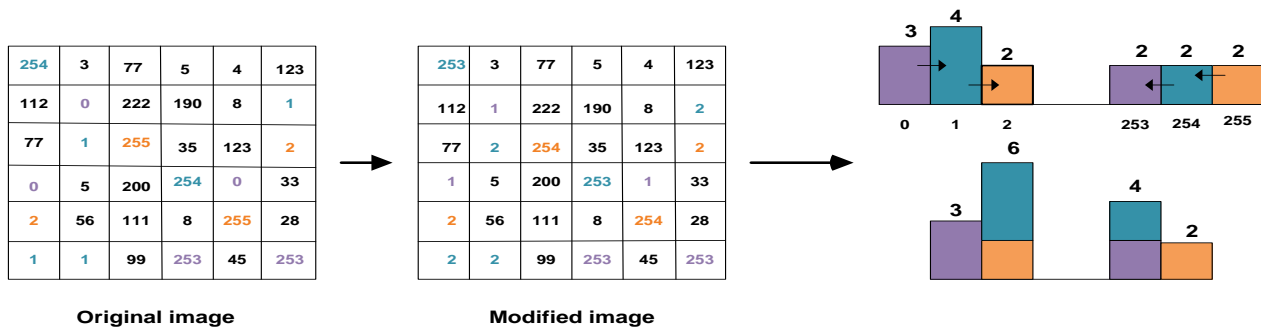 254 3 77 5 4 123
112 0 222 190 8 1
77 1 255 35 123 2
0 5 200 254 0 33
2 56 111 8 255 28
1 1 99 253 45 253
Original image
253 3 77 5 4 123
112 1 222 190 8 2
77 2 254 35 123 2
1 5 200 253 1 33
2 56 111 8 254 28
2 2 99 253 45 253
Modified image
3 4 2 2 2 2
0 1 2 253 254 255
3 6 4 2